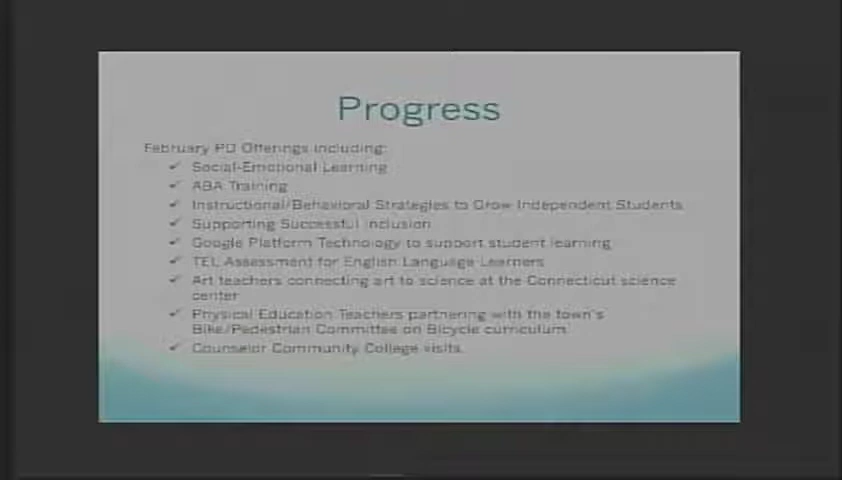 Progress
February PD Offerings including:
✓ Social-Emotional Learning
✓ ABA Training
✓ Instructional/Behavioral Strategies to Grow Independent Students
✓ Supporting Successful inclusion
✓ Google Platform Technology to support student learning
✓ TEL Assessment for English Language Learners
✓ Art teachers connecting art to science at the Connecticut science
center
✓ Physical Education Teachers partnering with the town's
Bike/Pedestrian Committee on Bicycle curriculum
✓ Counselor Community College visits.